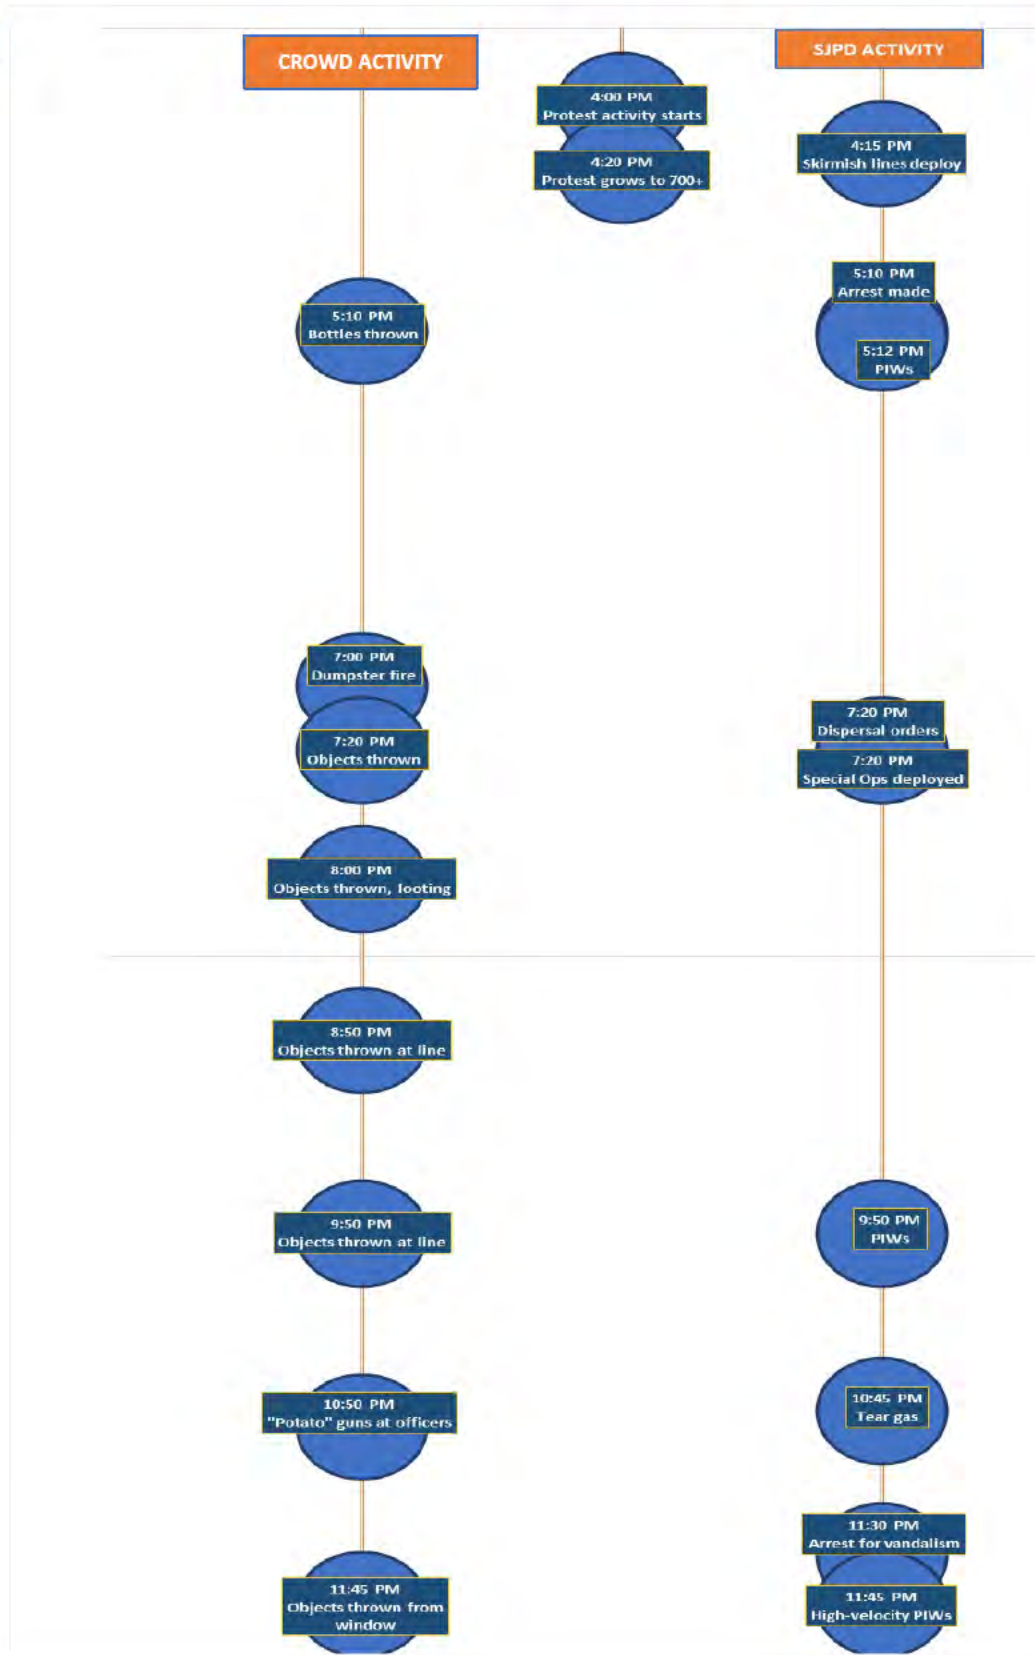 CROWD ACTIVITY
SJPD ACTIVITY
4:00 PM
Protest activity starts
4:15 PM
Skirmish lines deploy
4:20 PM
Protest grows to 700+
5:10 PM
Bottles thrown
5:10 PM
Arrest made
5:12 PM
PIWs
7:00 PM
Dumpster fire
7:20 PM
Objects thrown
7:20 PM
Dispersal orders
7:20 PM
Special Ops deployed
8:00 PM
Objects thrown, looting
8:50 PM
Objects thrown at line
9:50 PM
Objects thrown at line
9:50 PM
PIWs
10:50 PM
"Potato" guns at officers
10:45 PM
Tear gas
11:30 PM
Arrest for vandalism
11:45 PM
Objects thrown from
window
11:45 PM
High-velocity PIWs